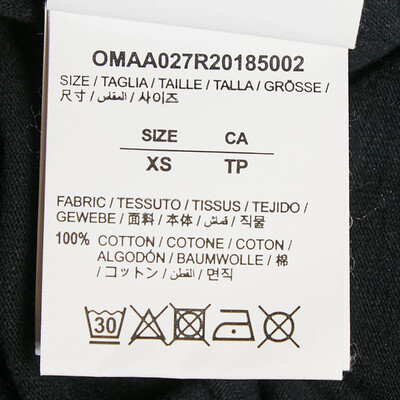 OMAA027R20185002
SIZE / TAGLIA / TAILLE / TALLA / GRÖSSE /
尺寸 / المقاس / 사이즈
SIZE CA
XS TP
FABRIC / TESSUTO / TISSUS / TEJIDO /
GEWEBE / 面料 / 本体 / قماش / 직물
100% COTTON / COTONE / COTON /
ALGODÓN / BAUMWOLLE / 棉
/ コットン / القطن / 면직
30